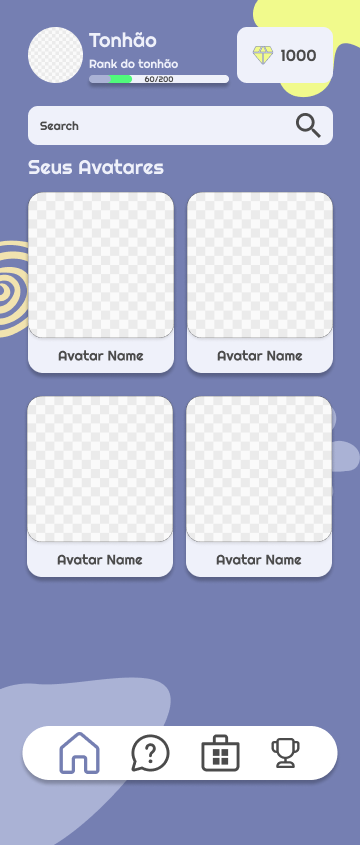 Tonhão
Rank do tonhão
60/200
1000
Search
Seus Avatares
Avatar Name
Avatar Name
Avatar Name
Avatar Name
?